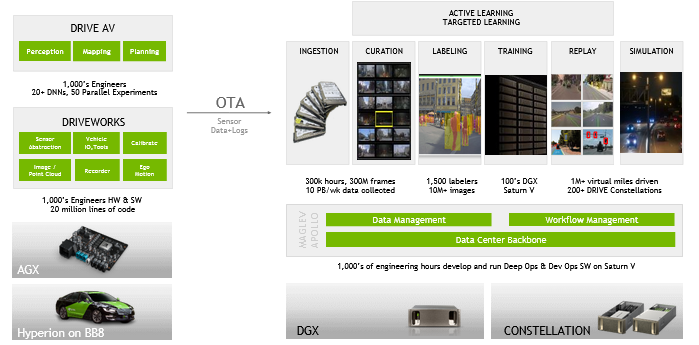 DRIVE AV
Perception
Mapping
Planning
1,000's Engineers
20+ DNNs, 50 Parallel Experiments
DRIVEWORKS
Sensor
Abstraction
Vehicle
IO,Tools
Calibrate
Image /
Point Cloud
Recorder
Ego
Motion
1,000's Engineers HW & SW
20 million lines of code
AGX
Hyperion on BB8
OTA
Sensor
Data+Logs
ACTIVE LEARNING
TARGETED LEARNING
INGESTION
CURATION
LABELING
TRAINING
REPLAY
SIMULATION
300k hours, 300M frames
10 PB/wk data collected
1,500 labelers
10M+ images
100's DGX
Saturn V
1M+ virtual miles driven
200+ DRIVE Constellations
MAGLEV
APOLLO
Data Management
Workflow Management
Data Center Backbone
1,000's of engineering hours develop and run Deep Ops & Dev Ops SW on Saturn V
DGX
CONSTELLATION